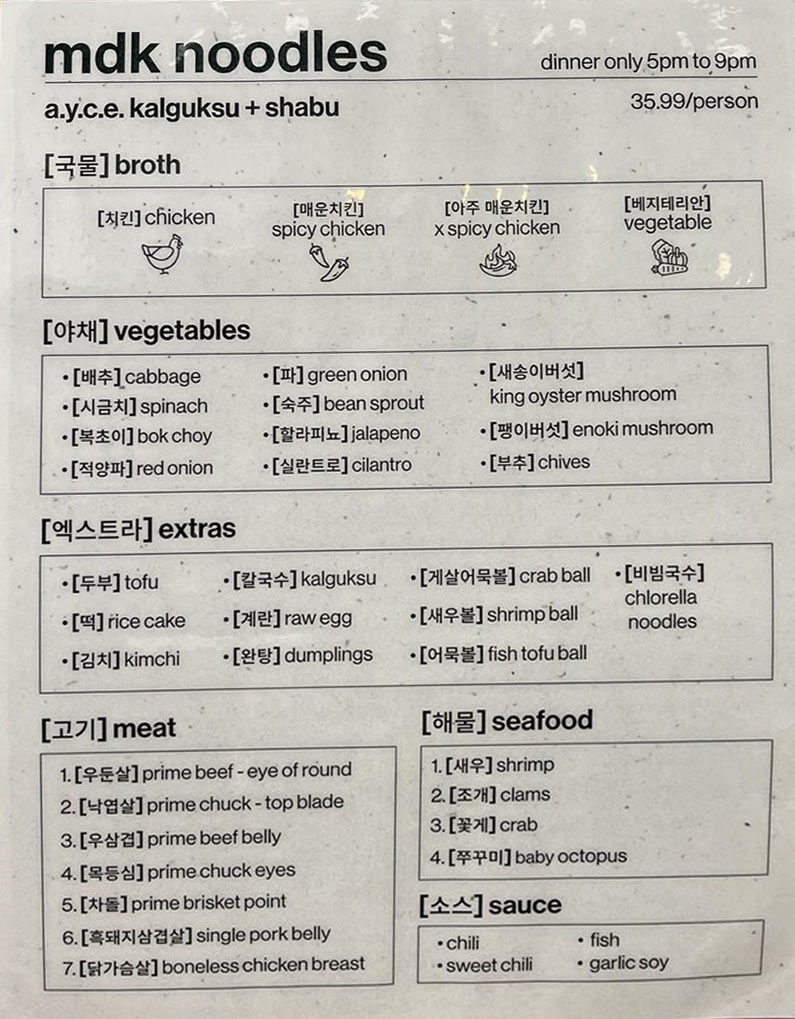 mdk noodles
dinner only 5pm to 9pm
a.y.c.e. kalguksu + shabu
35.99/person
[국물] broth
[치킨] chicken
[매운치킨]
spicy chicken
[아주 매운치킨]
x spicy chicken
[베지테리안]
vegetable
[야채] vegetables
• [배추] cabbage
• [시금치] spinach
• [복초이] bok choy
• [적양파] red onion
• [파] green onion
• [숙주] bean sprout
• [할라피뇨] jalapeno
• [실란트로] cilantro
• [새송이버섯]
king oyster mushroom
• [팽이버섯] enoki mushroom
• [부추] chives
[엑스트라] extras
• [두부] tofu
• [떡] rice cake
• [김치] kimchi
• [칼국수] kalguksu
• [계란] raw egg
• [완탕] dumplings
• [게살어묵볼] crab ball
• [새우볼] shrimp ball
• [어묵볼] fish tofu ball
• [비빔국수]
chlorella
noodles
[고기] meat
1. [우둔살] prime beef - eye of round
2. [낙엽살] prime chuck - top blade
3. [우삼겹] prime beef belly
4. [목등심] prime chuck eyes
5. [차돌] prime brisket point
6. [흑돼지삼겹살] single pork belly
7. [닭가슴살] boneless chicken breast
[해물] seafood
1. [새우] shrimp
2. [조개] clams
3. [꽃게] crab
4. [쭈꾸미] baby octopus
[소스] sauce
• chili
• sweet chili
• fish
• garlic soy